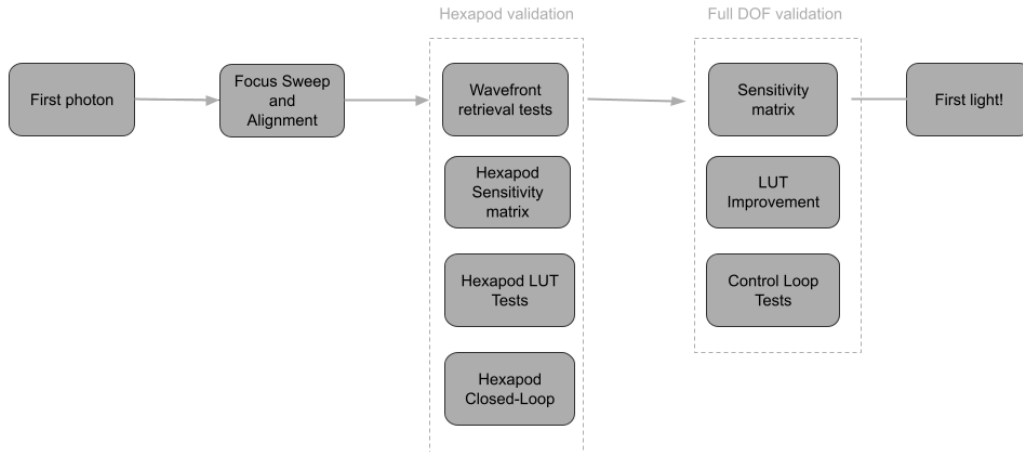 Hexapod validation
Full DOF validation
First photon
Focus Sweep
and
Alignment
Wavefront
retrieval tests
Sensitivity
matrix
First light!
Hexapod
Sensitivity
matrix
LUT
Improvement
Hexapod LUT
Tests
Control Loop
Tests
Hexapod
Closed-Loop